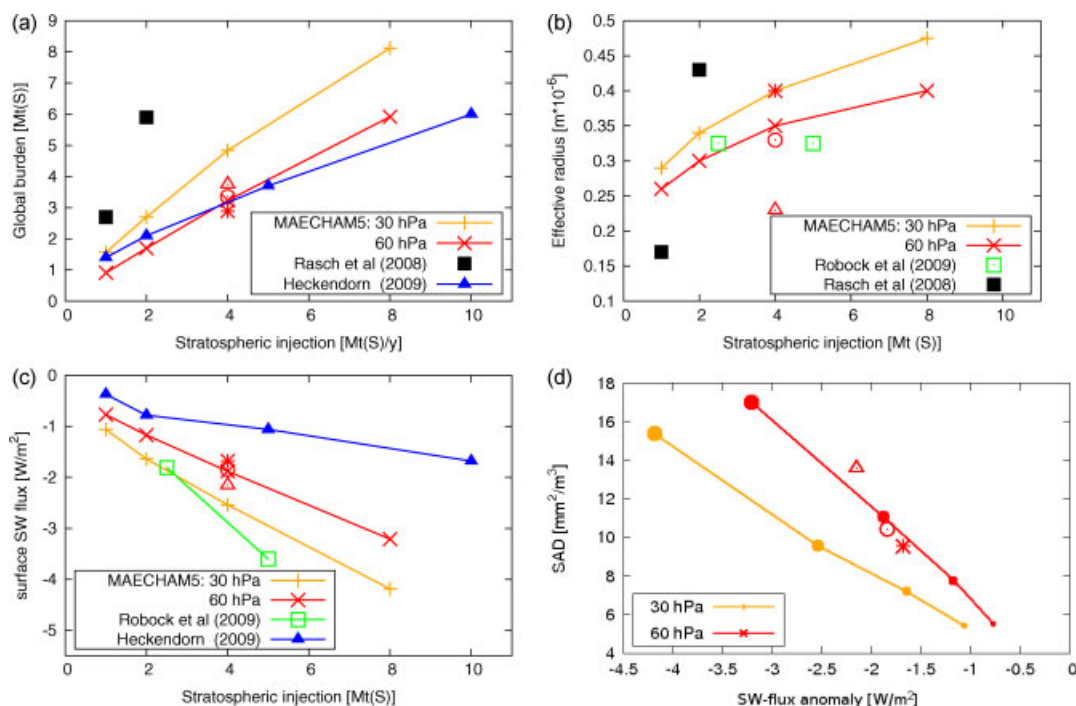 (a)
9
8
7
6
5
4
3
2
1
0
Global burden [Mt(S)]
MAECHAM5: 30 hPa
60 hPa
Rasch et al (2008)
Heckendorn (2009)
0 2 4 6 8 10
Stratospheric injection [Mt(S)/y]
(b)
0.5
0.45
0.4
0.35
0.3
0.25
0.2
0.15
0.1
Effective radius [m*10^-6]
MAECHAM5: 30 hPa
60 hPa
Robock et al (2009)
Rasch et al (2008)
0 2 4 6 8 10
Stratospheric injection [Mt (S)]
(c)
0
-1
-2
-3
-4
-5
surface SW flux [W/m²]
MAECHAM5: 30 hPa
60 hPa
Robock et al (2009)
Heckendorn (2009)
0 2 4 6 8 10
Stratospheric injection [Mt(S)]
(d)
18
16
14
12
10
8
6
4
SAD [mm²/m³]
30 hPa
60 hPa
-4.5 -4 -3.5 -3 -2.5 -2 -1.5 -1 -0.5 0
SW-flux anomaly [W/m²]